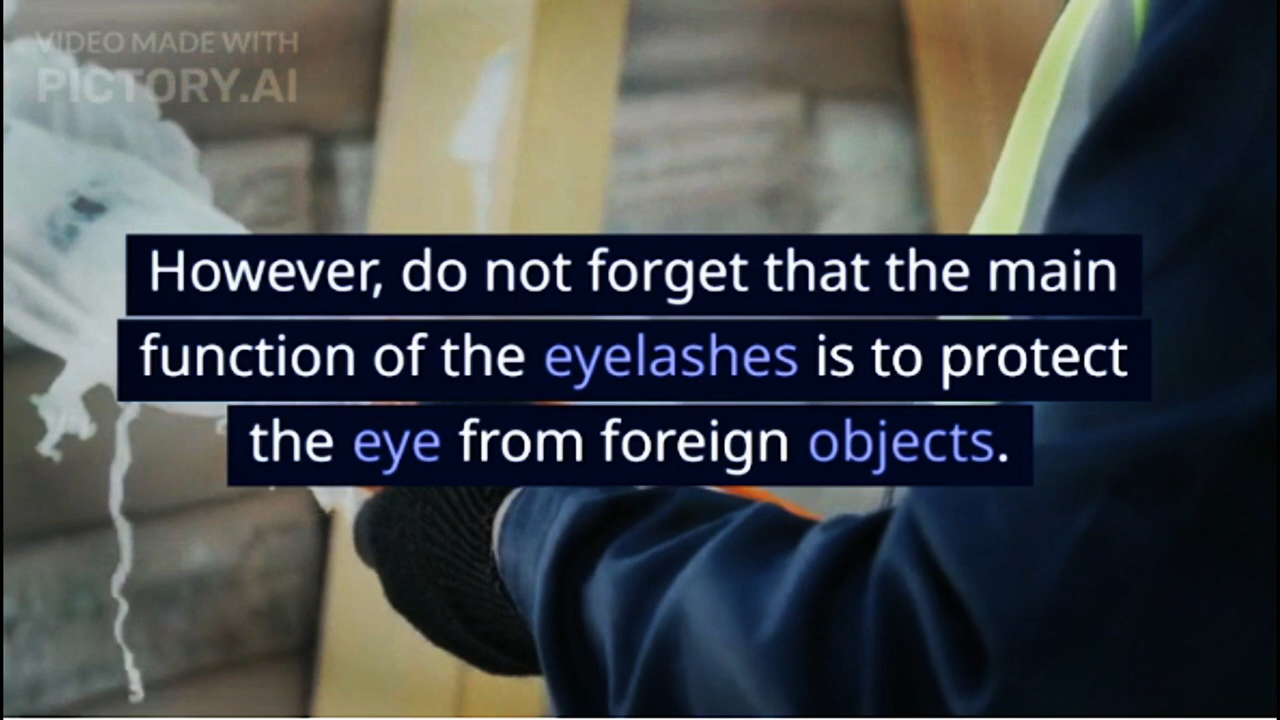 VIDEO MADE WITH
PICTORY.AI
However, do not forget that the main
function of the eyelashes is to protect
the eye from foreign objects.